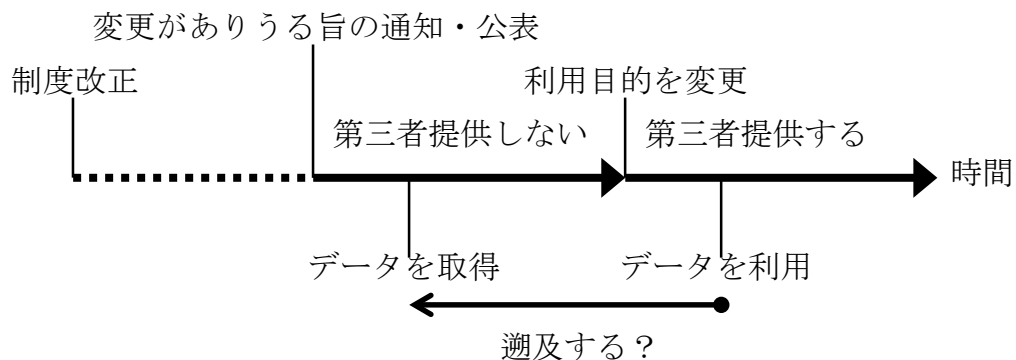 変更がありうる旨の通知・公表
制度改正
利用目的を変更
第三者提供しない
第三者提供する
時間
データを取得
データを利用
遡及する？